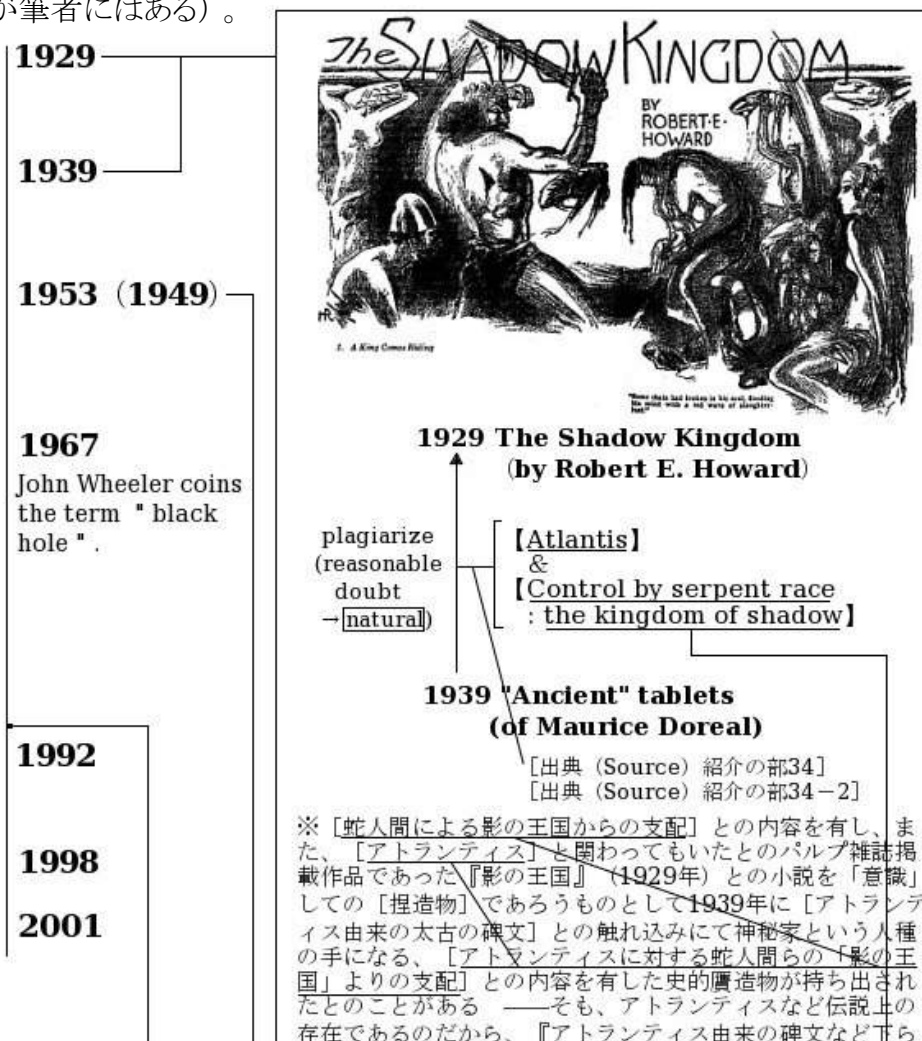 が筆者にはある）。
1929
1939
1953（1949）
1967
John Wheeler coins
the term " black
hole " .
1992
1998
2001
The SHADOW KINGDOM
BY
ROBERT·E·
HOWARD
1. A King Comes Riding
1929 The Shadow Kingdom
(by Robert E. Howard)
plagiarize
(reasonable
doubt
→natural)
【Atlantis】
&
【Control by serpent race
: the kingdom of shadow】
1939 "Ancient" tablets
(of Maurice Doreal)
［出典（Source）紹介の部34］
［出典（Source）紹介の部34－2］
※［蛇人間による影の王国からの支配］との内容を有し、ま
た、［アトランティス］と関わってもいたとのパルプ雑誌掲
載作品であった『影の王国』（1929年）との小説を「意識」
しての［捏造物］であろうものとして1939年に［アトランテ
ィス由来の太古の碑文］との触れ込みにて神秘家という人種
の手になる、［アトランティスに対する蛇人間らの「影の王
国」よりの支配］との内容を有した史的贋造物が持ち出され
たとのことがある ――そも、アトランティスなど伝説上の
存在であるのだから、『アトランティス由来の碑文など下ら